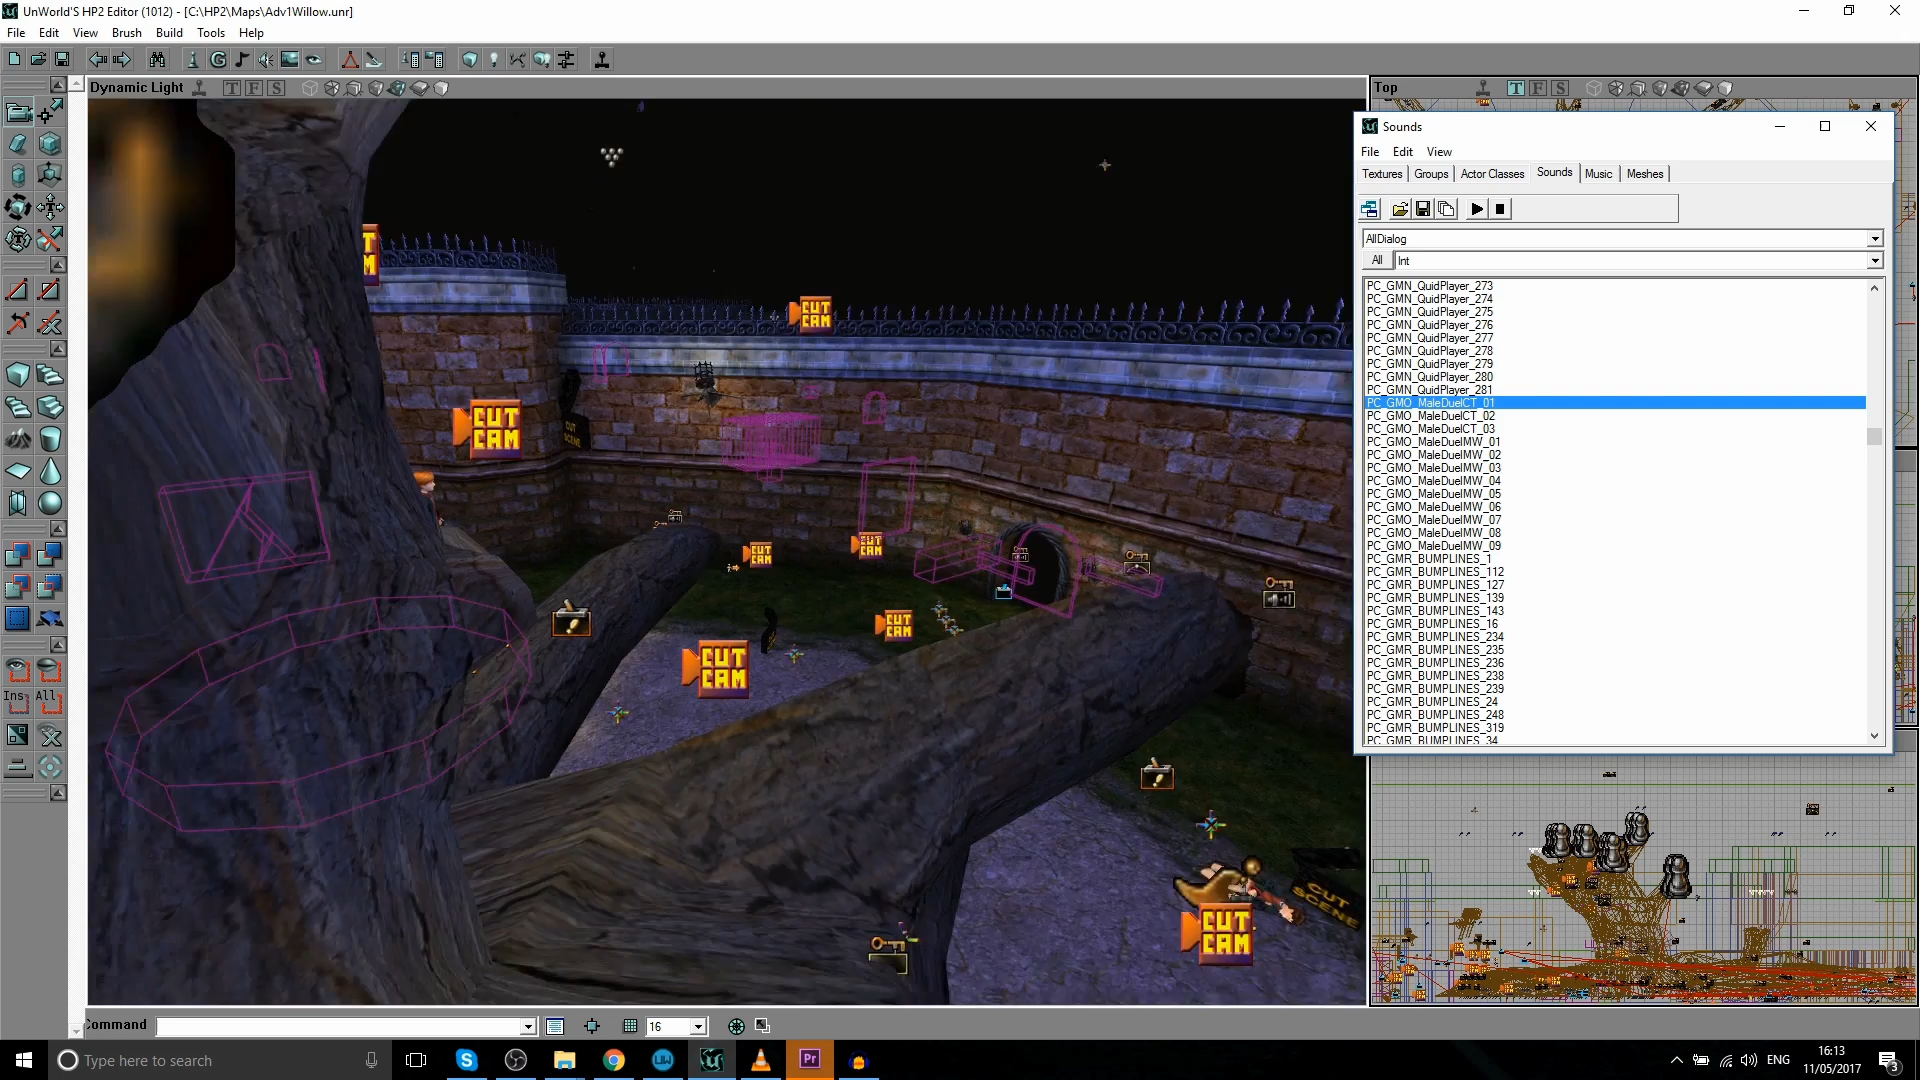 UnWorld'S HP2 Editor (1012) - [C:\HP2\Maps\Adv1Willow.unr]
File Edit View Brush Build Tools Help
Dynamic Light T F S
Top T F S
Sounds
File Edit View
Textures Groups Actor Classes Sounds Music Meshes
AllDialog
All Int
PC_GMN_QuidPlayer_273
PC_GMN_QuidPlayer_274
PC_GMN_QuidPlayer_275
PC_GMN_QuidPlayer_276
PC_GMN_QuidPlayer_277
PC_GMN_QuidPlayer_278
PC_GMN_QuidPlayer_279
PC_GMN_QuidPlayer_280
PC_GMN_QuidPlayer_281
PC_GMO_MaleDuelCT_01
PC_GMO_MaleDuelCT_02
PC_GMO_MaleDuelCT_03
PC_GMO_MaleDuelMW_01
PC_GMO_MaleDuelMW_02
PC_GMO_MaleDuelMW_03
PC_GMO_MaleDuelMW_04
PC_GMO_MaleDuelMW_05
PC_GMO_MaleDuelMW_06
PC_GMO_MaleDuelMW_07
PC_GMO_MaleDuelMW_08
PC_GMO_MaleDuelMW_09
PC_GMR_BUMPLINES_1
PC_GMR_BUMPLINES_112
PC_GMR_BUMPLINES_127
PC_GMR_BUMPLINES_139
PC_GMR_BUMPLINES_143
PC_GMR_BUMPLINES_16
PC_GMR_BUMPLINES_234
PC_GMR_BUMPLINES_235
PC_GMR_BUMPLINES_236
PC_GMR_BUMPLINES_238
PC_GMR_BUMPLINES_239
PC_GMR_BUMPLINES_24
PC_GMR_BUMPLINES_248
PC_GMR_BUMPLINES_319
PC_GMR_BUMPLINES_34
CUT CAM
CUT CAM
CUT SCENE
CUT CAM
CUT CAM
CUT CAM
CUT CAM
CUT SCENE
CUT CAM
Ins All
Command
16
Type here to search
Pr
ENG
16:13
11/05/2017
3